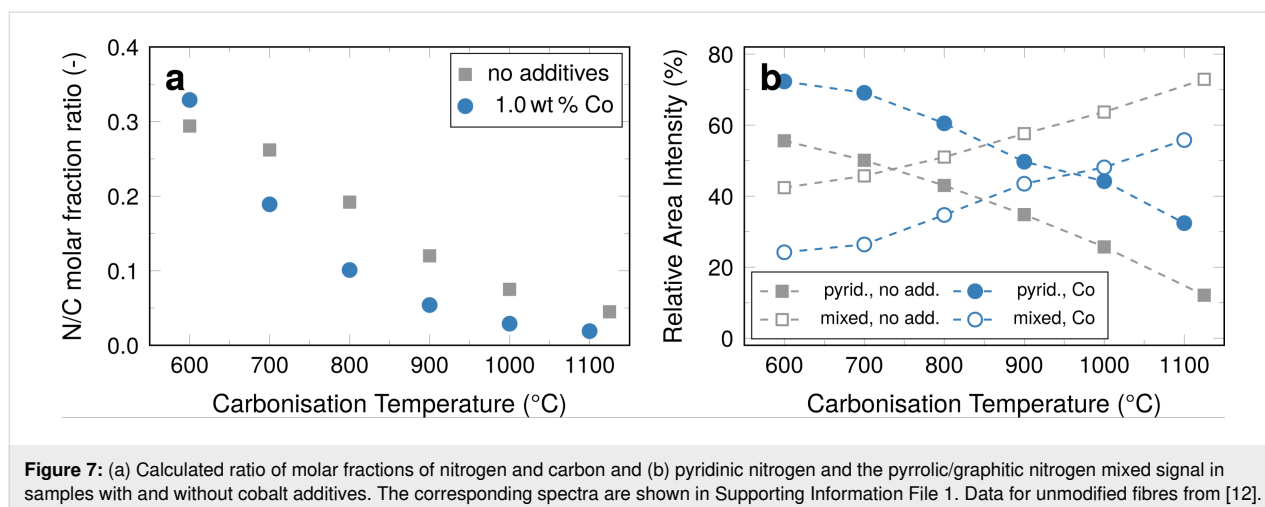 a
N/C molar fraction ratio (-)
0.4
0.3
0.2
0.1
0.0
no additives
1.0 wt % Co
600 700 800 900 1000 1100
Carbonisation Temperature (°C)
b
Relative Area Intensity (%)
80
60
40
20
0
pyrid., no add. pyrid., Co
mixed, no add. mixed, Co
600 700 800 900 1000 1100
Carbonisation Temperature (°C)
Figure 7: (a) Calculated ratio of molar fractions of nitrogen and carbon and (b) pyridinic nitrogen and the pyrrolic/graphitic nitrogen mixed signal in
samples with and without cobalt additives. The corresponding spectra are shown in Supporting Information File 1. Data for unmodified fibres from [12].